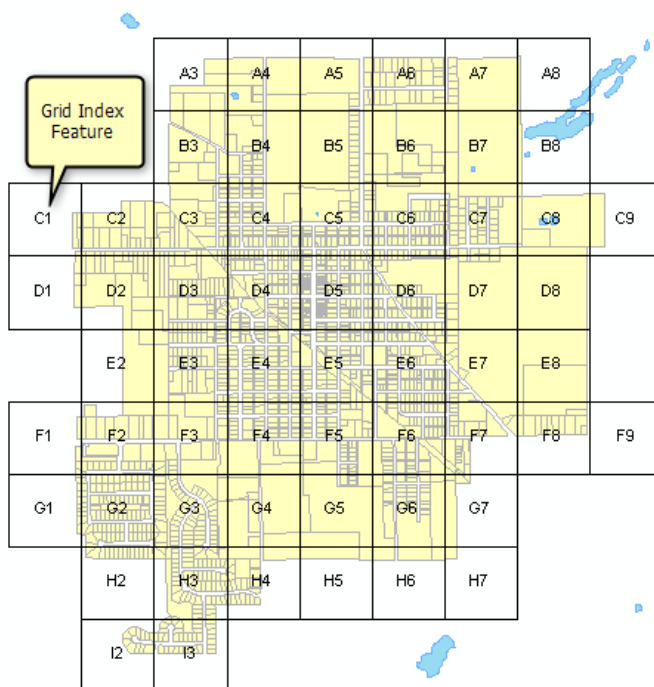 A3 A4 A5 A6 A7 A8
Grid Index
Feature
B3 B4 B5 B6 B7 B8
C1 C2 C3 C4 C5 C6 C7 C8 C9
D1 D2 D3 D4 D5 D6 D7 D8
E2 E3 E4 E5 E6 E7 E8
F1 F2 F3 F4 F5 F6 F7 F8 F9
G1 G2 G3 G4 G5 G6 G7
H2 H3 H4 H5 H6 H7
I2 I3